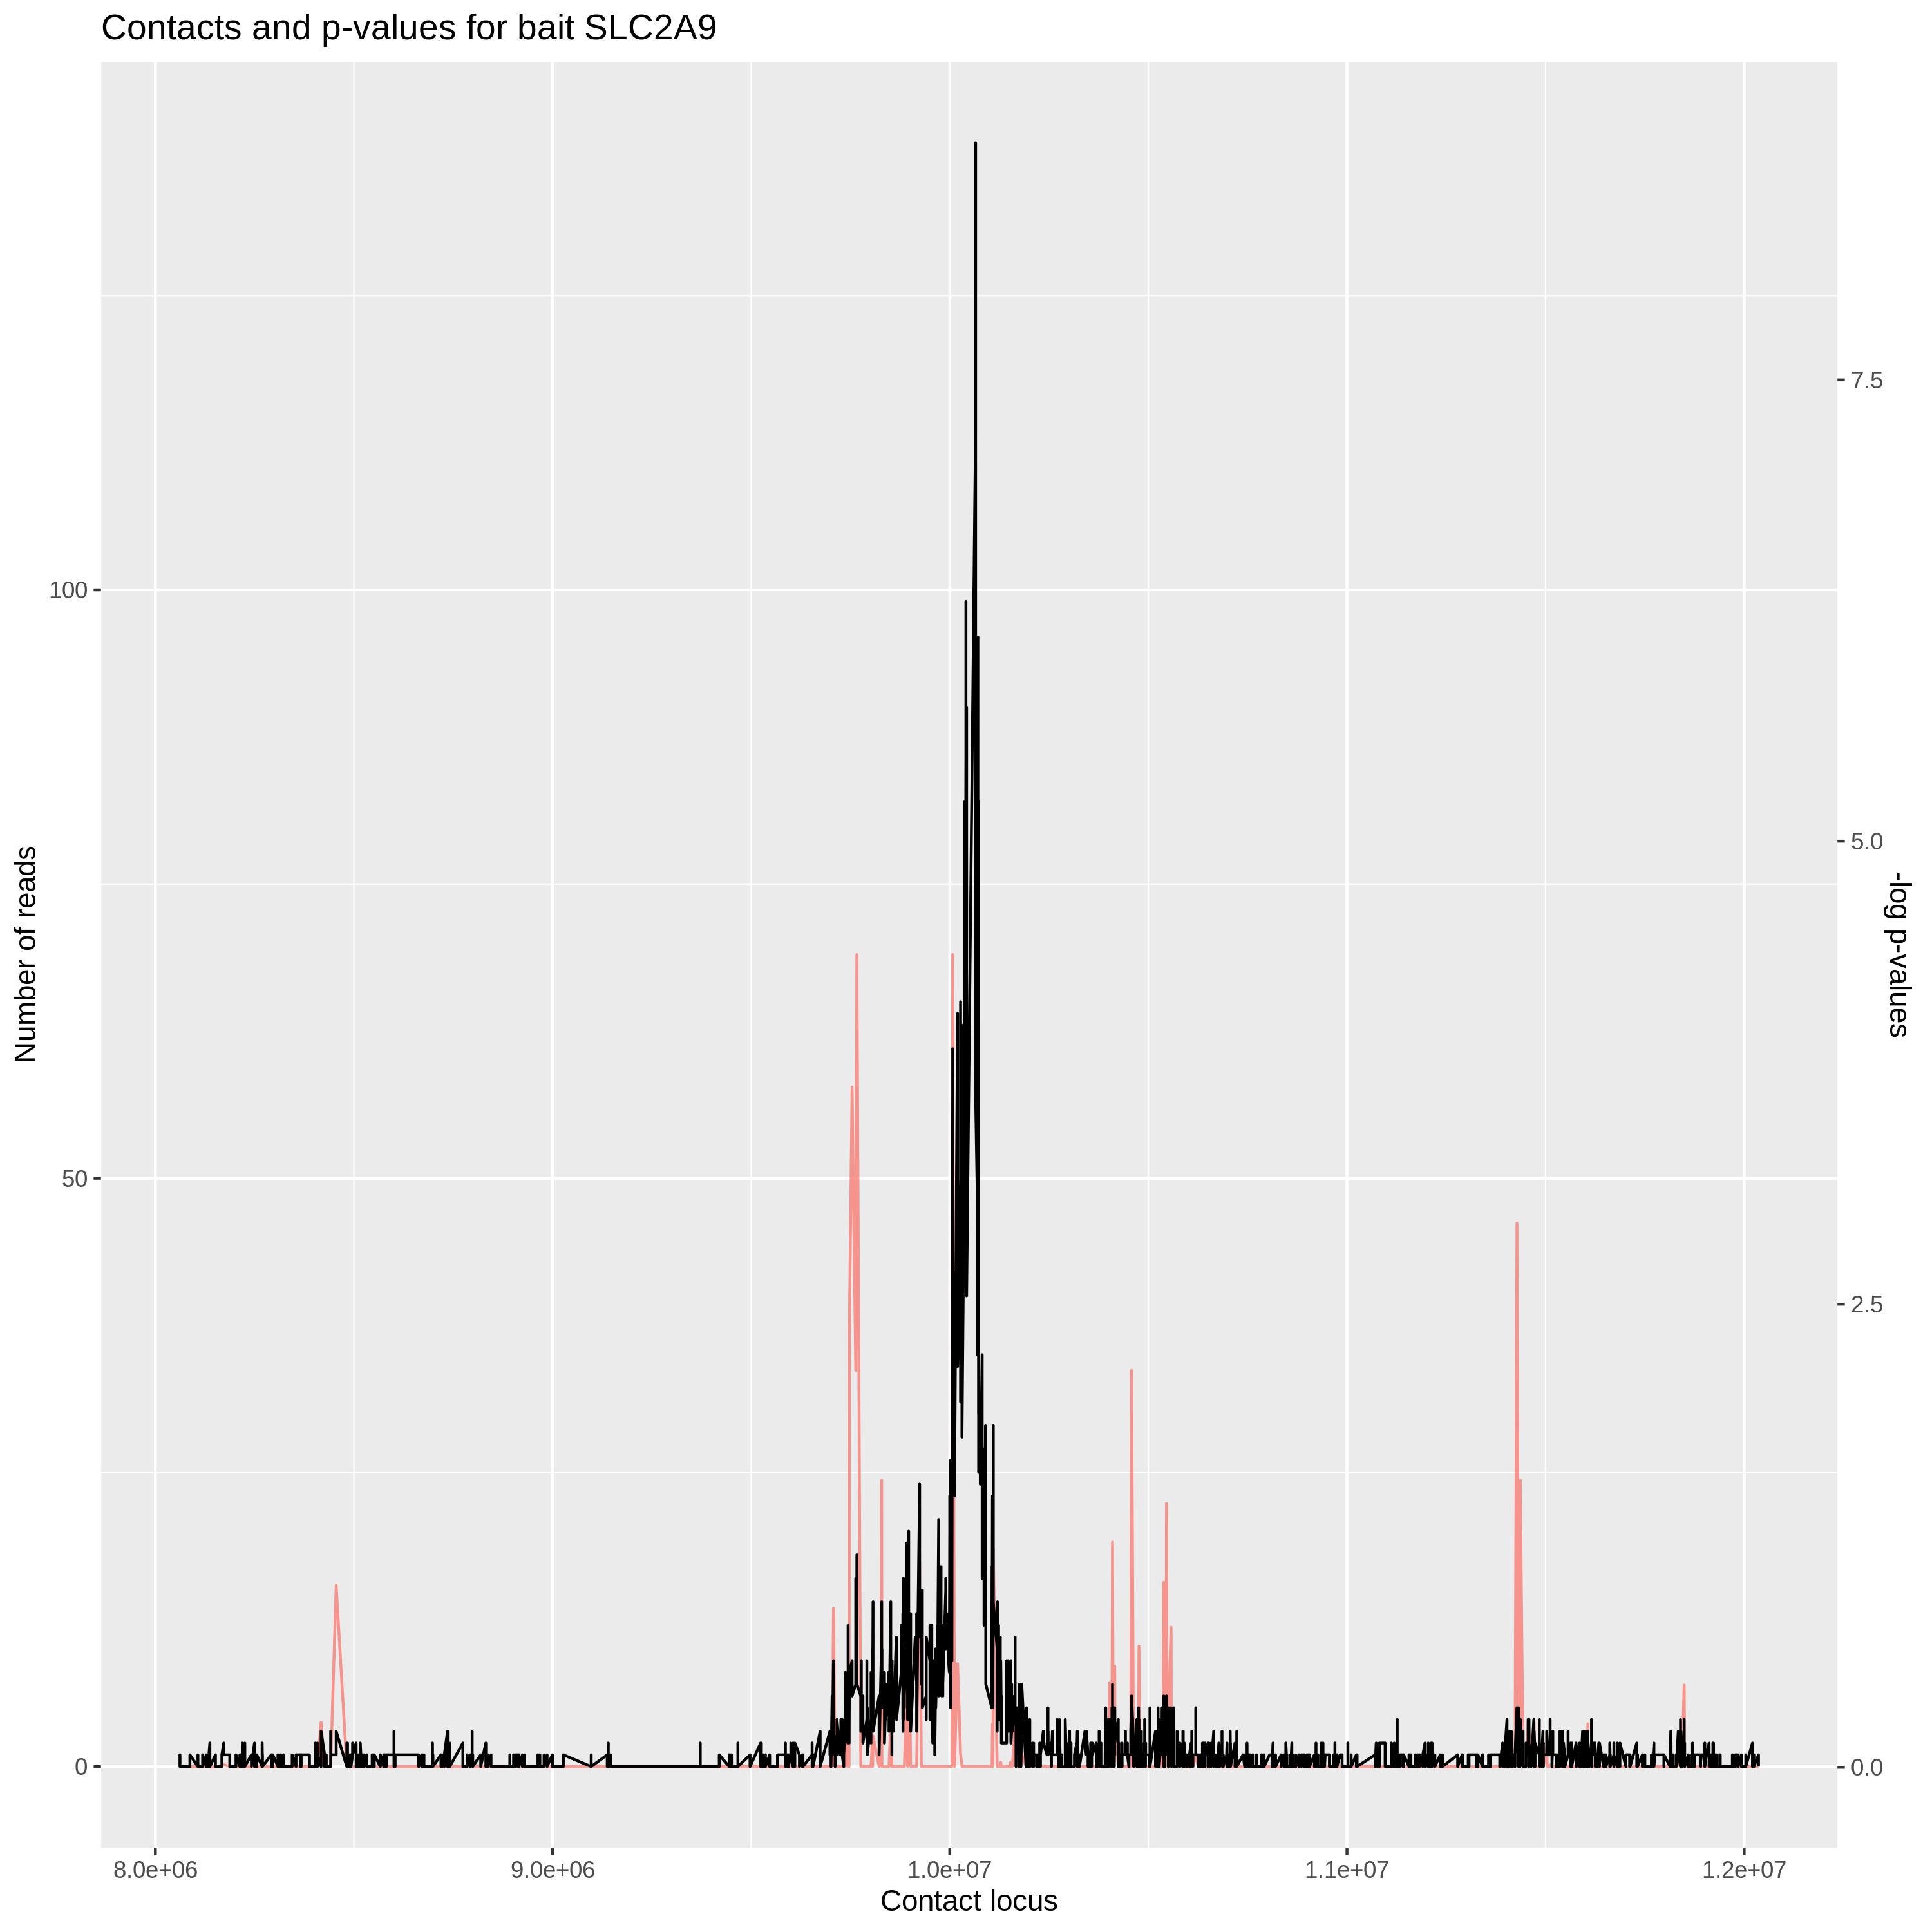 Contacts and p-values for bait SLC2A9
Number of reads
100
50
0
7.5
5.0
2.5
0.0
-log p-values
8.0e+06
9.0e+06
1.0e+07
1.1e+07
1.2e+07
Contact locus